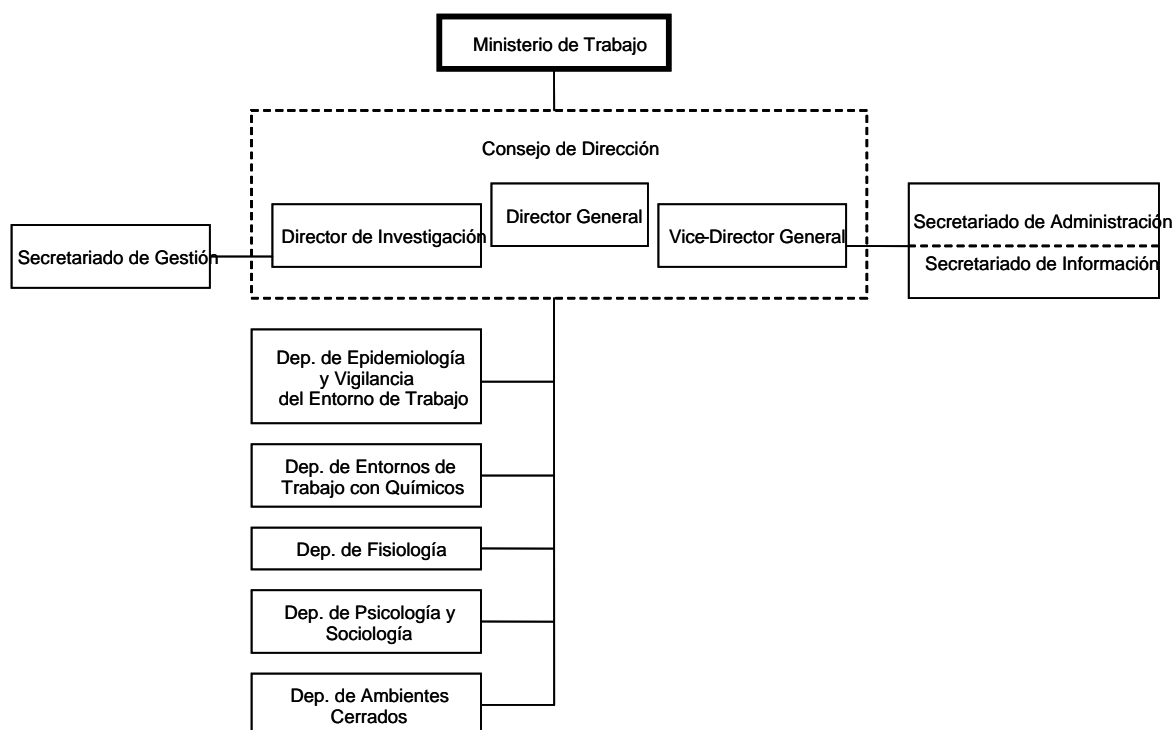 Ministerio de Trabajo
Consejo de Dirección
Director General
Director de Investigación
Vice-Director General
Secretariado de Gestión
Secretariado de Administración
Secretariado de Información
Dep. de Epidemiología
y Vigilancia
del Entorno de Trabajo
Dep. de Entornos de
Trabajo con Químicos
Dep. de Fisiología
Dep. de Psicología y
Sociología
Dep. de Ambientes
Cerrados